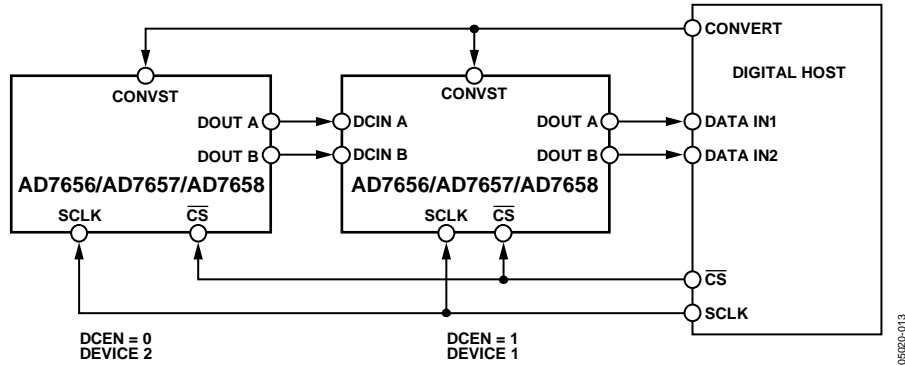 CONVERT
DIGITAL HOST
CONVST
CONVST
DOUT A
DCIN A
DOUT A
DATA IN1
DOUT B
DCIN B
DOUT B
DATA IN2
AD7656/AD7657/AD7658
AD7656/AD7657/AD7658
SCLK
CS
SCLK
CS
CS
SCLK
DCEN = 0
DEVICE 2
DCEN = 1
DEVICE 1
05020-013